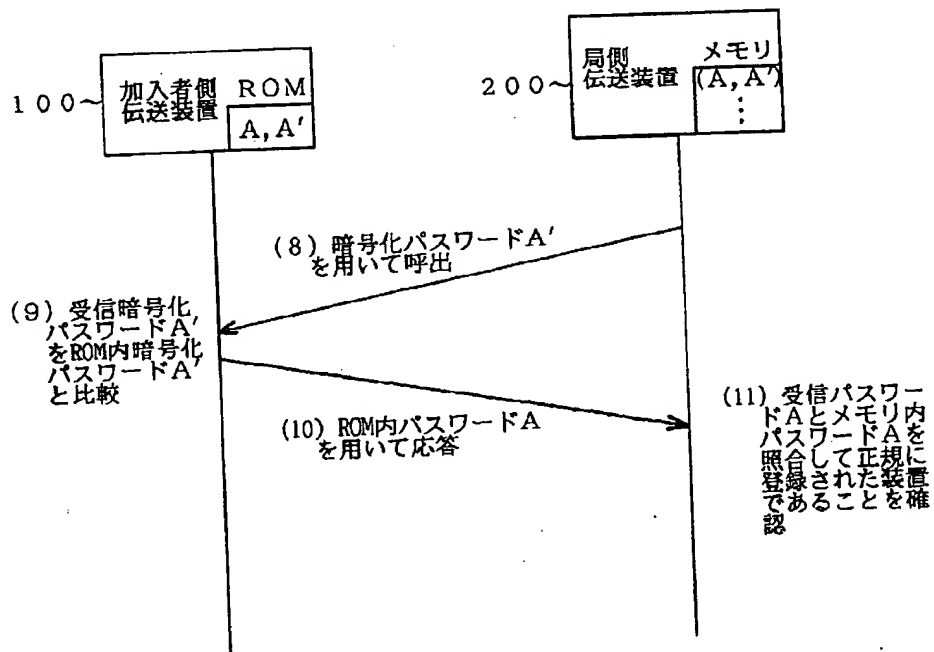 100~
加入者側
伝送装置
ROM
A,A′
200~
局側
伝送装置
メモリ
(A,A′)
⋮
(8) 暗号化パスワードA′
を用いて呼出
(9) 受信暗号化
パスワードA′
をROM内暗号化
パスワードA′
と比較
(10) ROM内パスワードA
を用いて応答
(11) 受信パスワー
ドAとメモリ内
パスワードAを
照合して正規に
登録された装置
であることを確
認